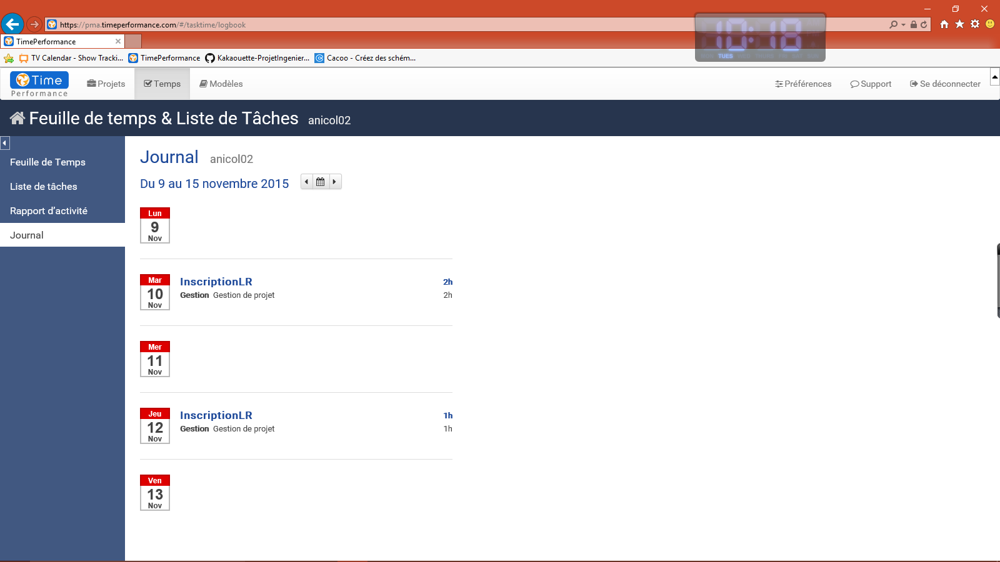 https://pma.timeperformance.com/#/tasktime/logbook
10:18
TUES
TimePerformance
TV Calendar - Show Tracki... TimePerformance Kakaouette-ProjetIngenier... Cacoo - Créez des schém...
Time
Performance
Projets Temps Modèles Préférences Support Se déconnecter
Feuille de temps & Liste de Tâches anicol02
Feuille de Temps
Liste de tâches
Rapport d’activité
Journal
Journal anicol02
Du 9 au 15 novembre 2015
Lun
9
Nov
Mar
10
Nov
InscriptionLR 2h
Gestion Gestion de projet 2h
Mer
11
Nov
Jeu
12
Nov
InscriptionLR 1h
Gestion Gestion de projet 1h
Ven
13
Nov